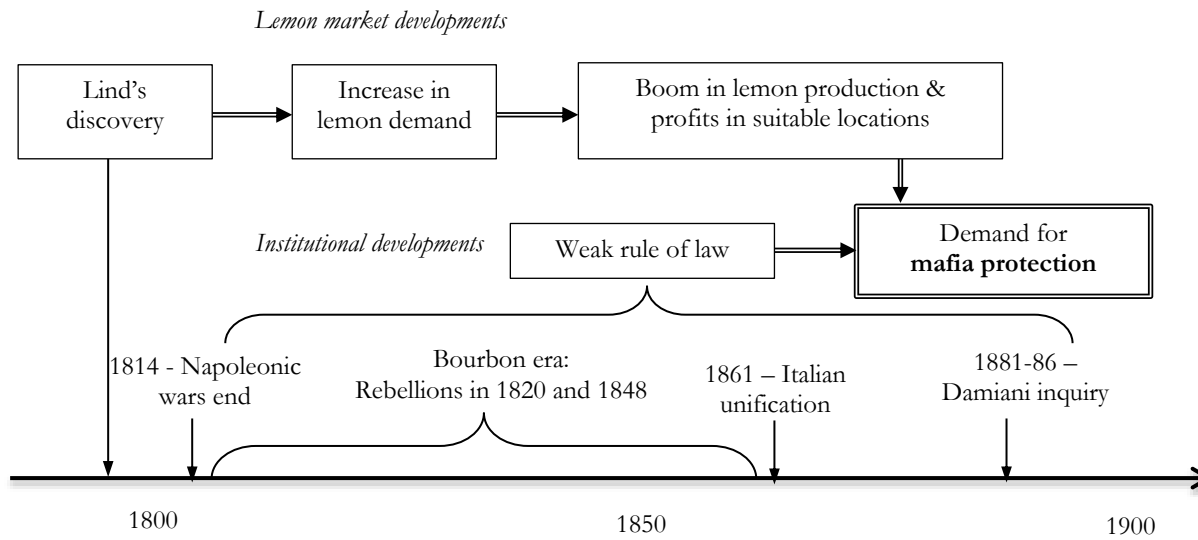 Lemon market developments
Lind's
discovery
Increase in
lemon demand
Boom in lemon production &
profits in suitable locations
Institutional developments
Weak rule of law
Demand for
mafia protection
1814 - Napoleonic
wars end
Bourbon era:
Rebellions in 1820 and 1848
1861 – Italian
unification
1881-86 –
Damiani inquiry
1800
1850
1900